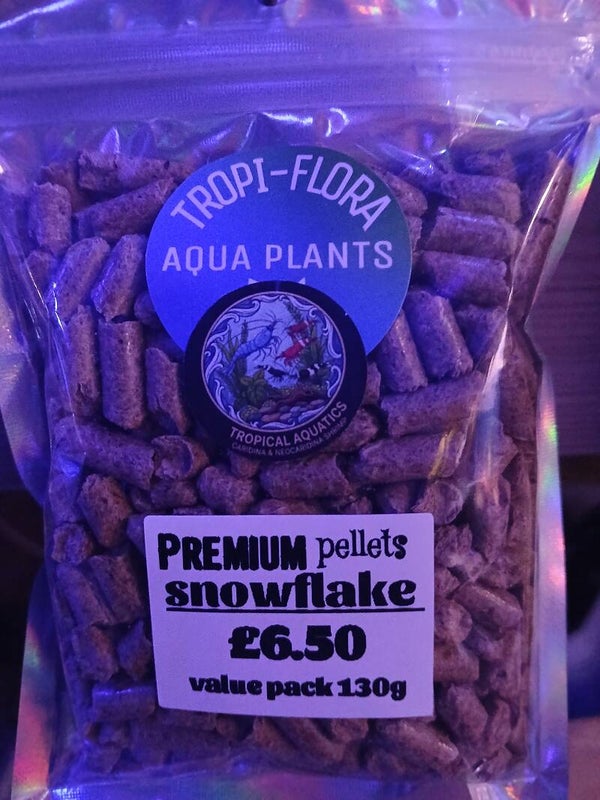 TROPI-FLORA
AQUA PLANTS
TROPICAL AQUATICS
CARIDINA & NEOCARIDINA SHRIMP
PREMIUM pellets
snowflake
£6.50
value pack 130g